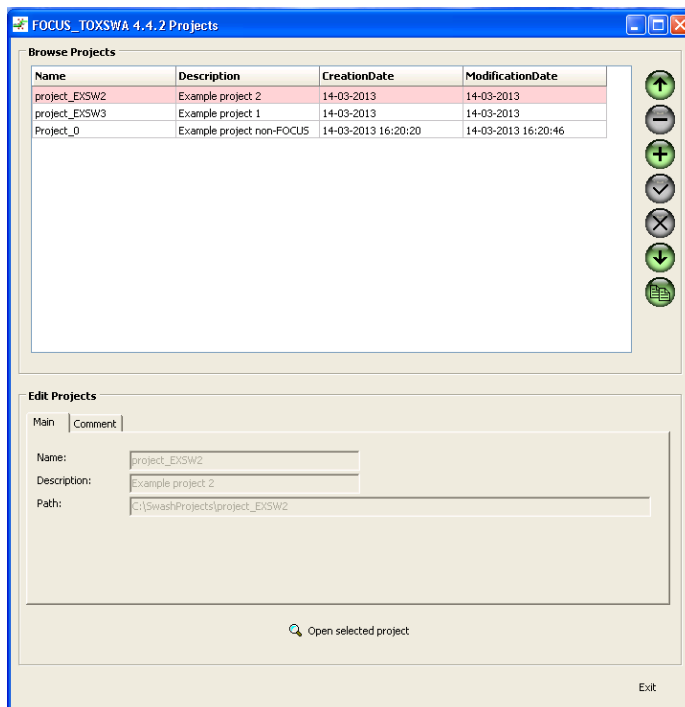 FOCUS_TOXSWA 4.4.2 Projects
Browse Projects
Name Description CreationDate ModificationDate
project_EXSW2 Example project 2 14-03-2013 14-03-2013
project_EXSW3 Example project 1 14-03-2013 14-03-2013
Project_0 Example project non-FOCUS 14-03-2013 16:20:20 14-03-2013 16:20:46
Edit Projects
Main Comment
Name: project_EXSW2
Description: Example project 2
Path: C:\SwashProjects\project_EXSW2
Open selected project
Exit